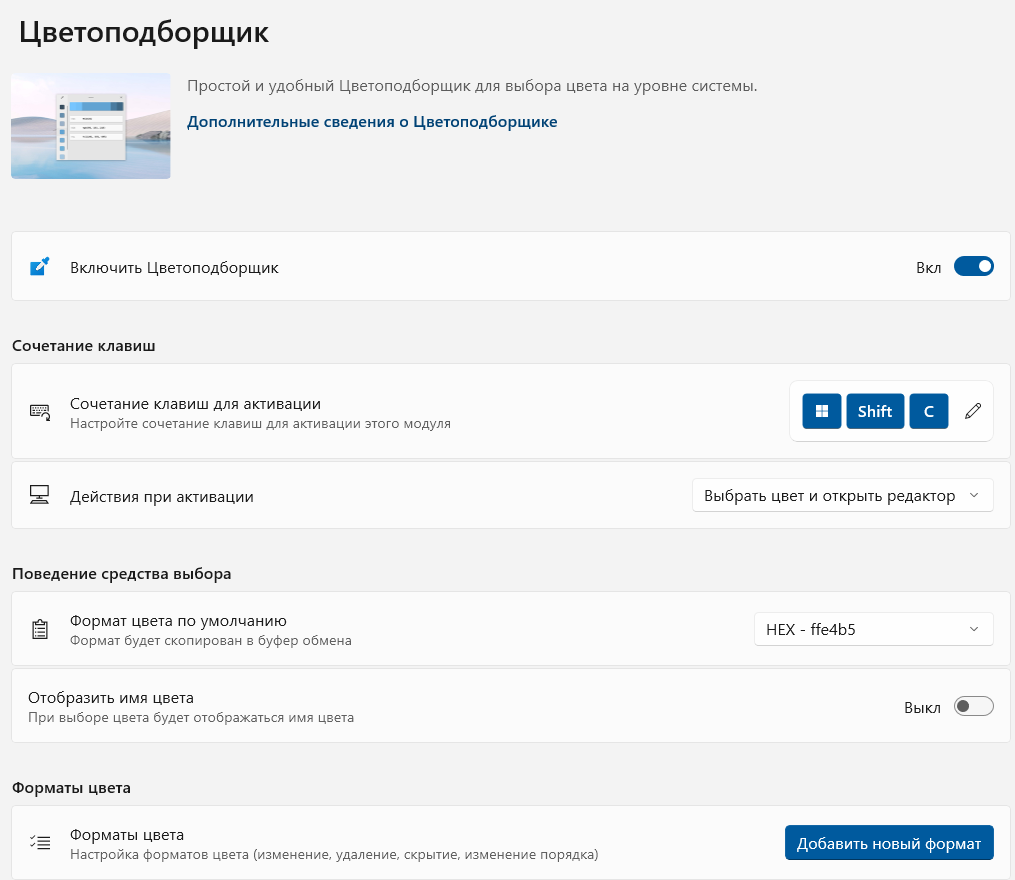 Цветоподборщик
Простой и удобный Цветоподборщик для выбора цвета на уровне системы.
Дополнительные сведения о Цветоподборщике
Включить Цветоподборщик
Вкл
Сочетание клавиш
Сочетание клавиш для активации
Настройте сочетание клавиш для активации этого модуля
Shift C
Действия при активации
Выбрать цвет и открыть редактор
Поведение средства выбора
Формат цвета по умолчанию
Формат будет скопирован в буфер обмена
HEX - ffe4b5
Отобразить имя цвета
При выборе цвета будет отображаться имя цвета
Выкл
Форматы цвета
Форматы цвета
Настройка форматов цвета (изменение, удаление, скрытие, изменение порядка)
Добавить новый формат